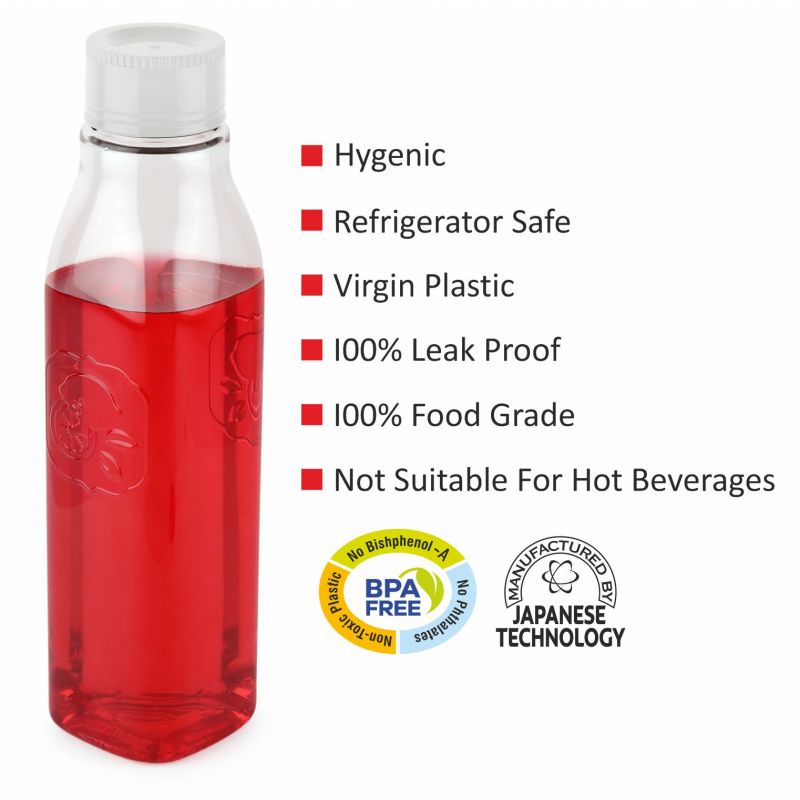 Hygenic
Refrigerator Safe
Virgin Plastic
I00% Leak Proof
I00% Food Grade
Not Suitable For Hot Beverages
No Bishphenol -A
BPA
FREE
Non-Toxic Plastic
No Phthalates
MANUFACTURED BY
JAPANESE
TECHNOLOGY